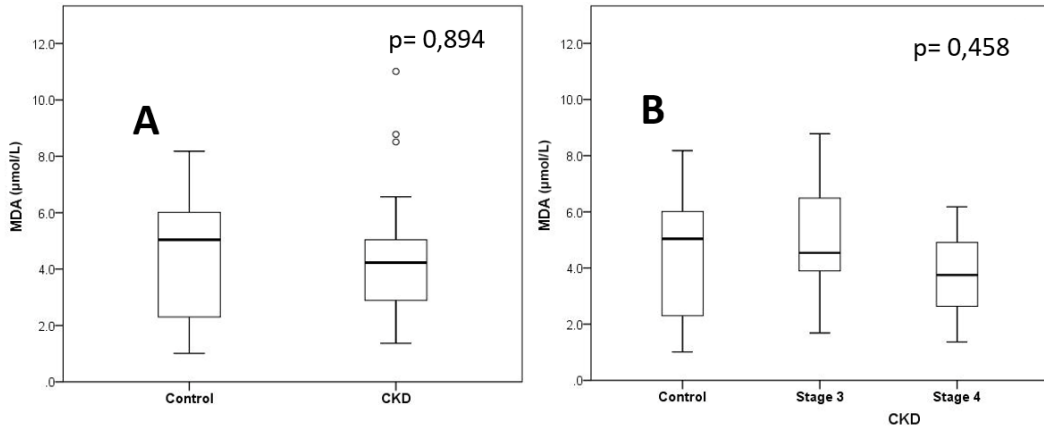 A
p= 0,894
MDA (µmol/L)
12.0
10.0
8.0
6.0
4.0
2.0
.0
Control CKD
B
p= 0,458
MDA (µmol/L)
12.0
10.0
8.0
6.0
4.0
2.0
.0
Control Stage 3 Stage 4
CKD